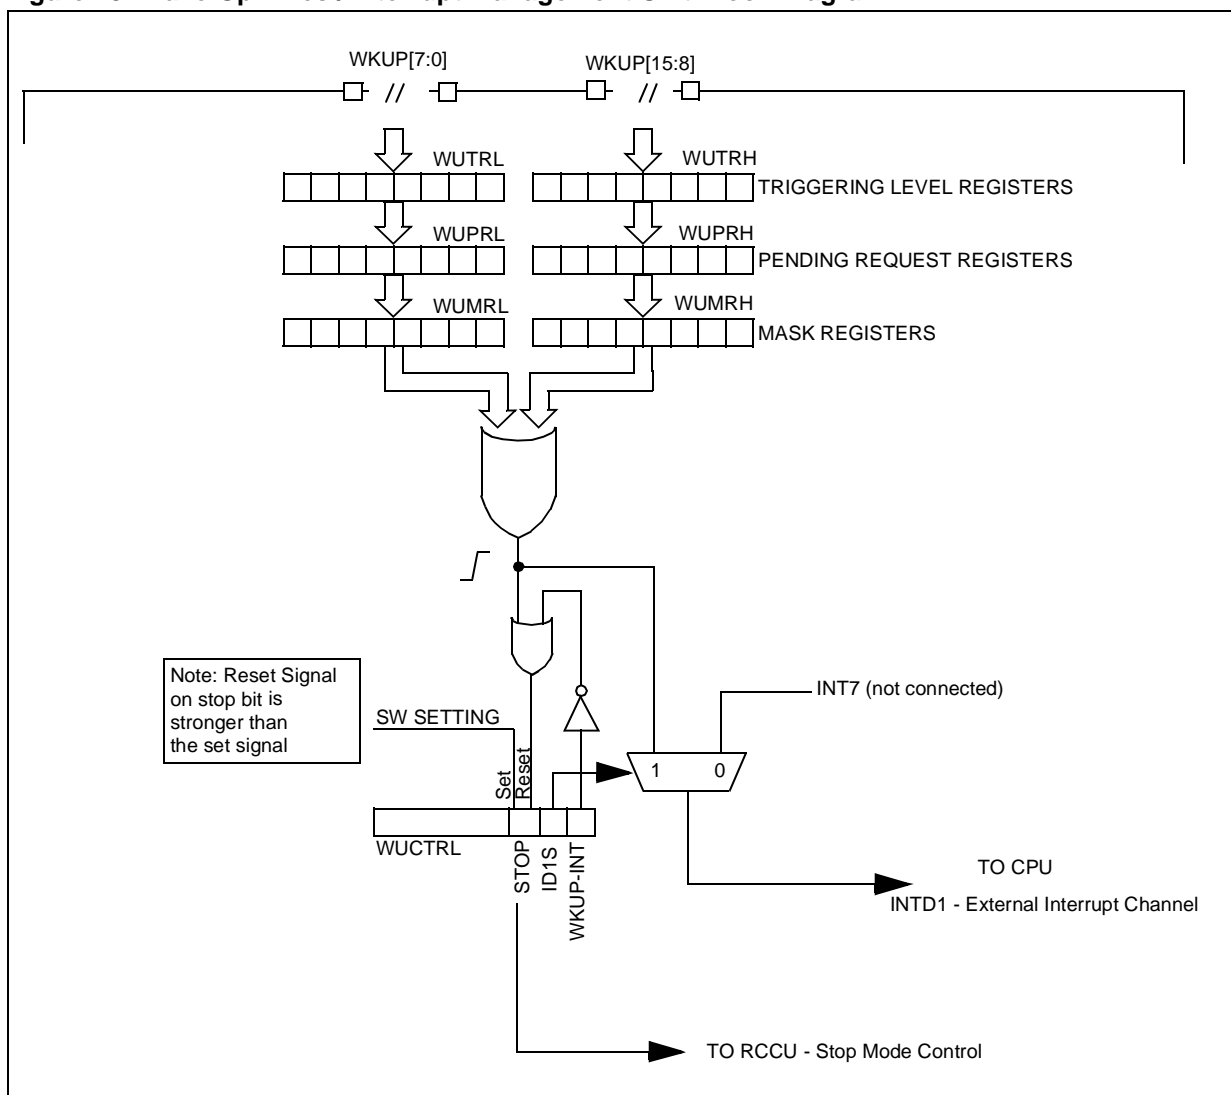 WKUP[7:0]
WKUP[15:8]
WUTRL
WUTRH
TRIGGERING LEVEL REGISTERS
WUPRL
WUPRH
PENDING REQUEST REGISTERS
WUMRL
WUMRH
MASK REGISTERS
Note: Reset Signal
on stop bit is
stronger than
the set signal
SW SETTING
INT7 (not connected)
Set
Reset
1
0
WUCTRL
STOP
ID1S
WKUP-INT
TO CPU
INTD1 - External Interrupt Channel
TO RCCU - Stop Mode Control